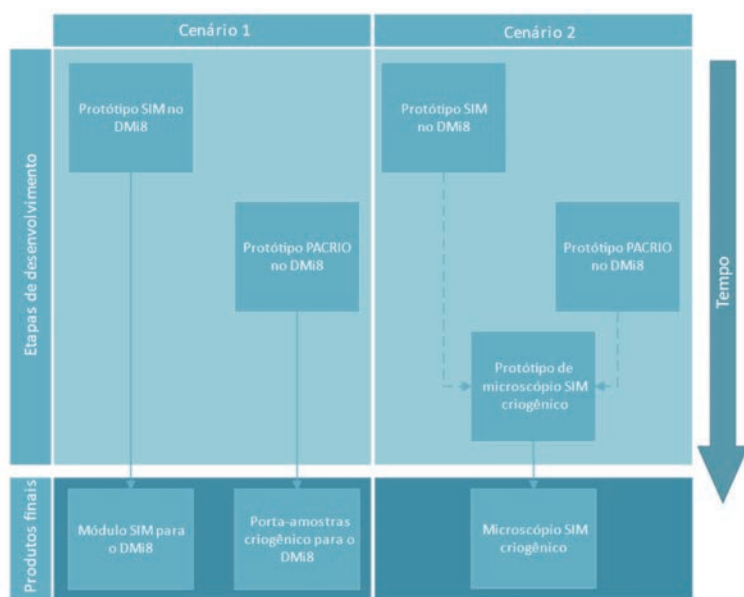 Cenário 1
Cenário 2
Etapas de desenvolvimento
Protótipo SIM no
DMi8
Protótipo PACRIO
no DMi8
Protótipo SIM
no DMi8
Protótipo PACRIO
no DMi8
Protótipo de
microscópio SIM
criogênico
Tempo
Produtos finais
Módulo SIM para
o DMi8
Porta-amostras
criogênico para o
DMi8
Microscópio SIM
criogênico